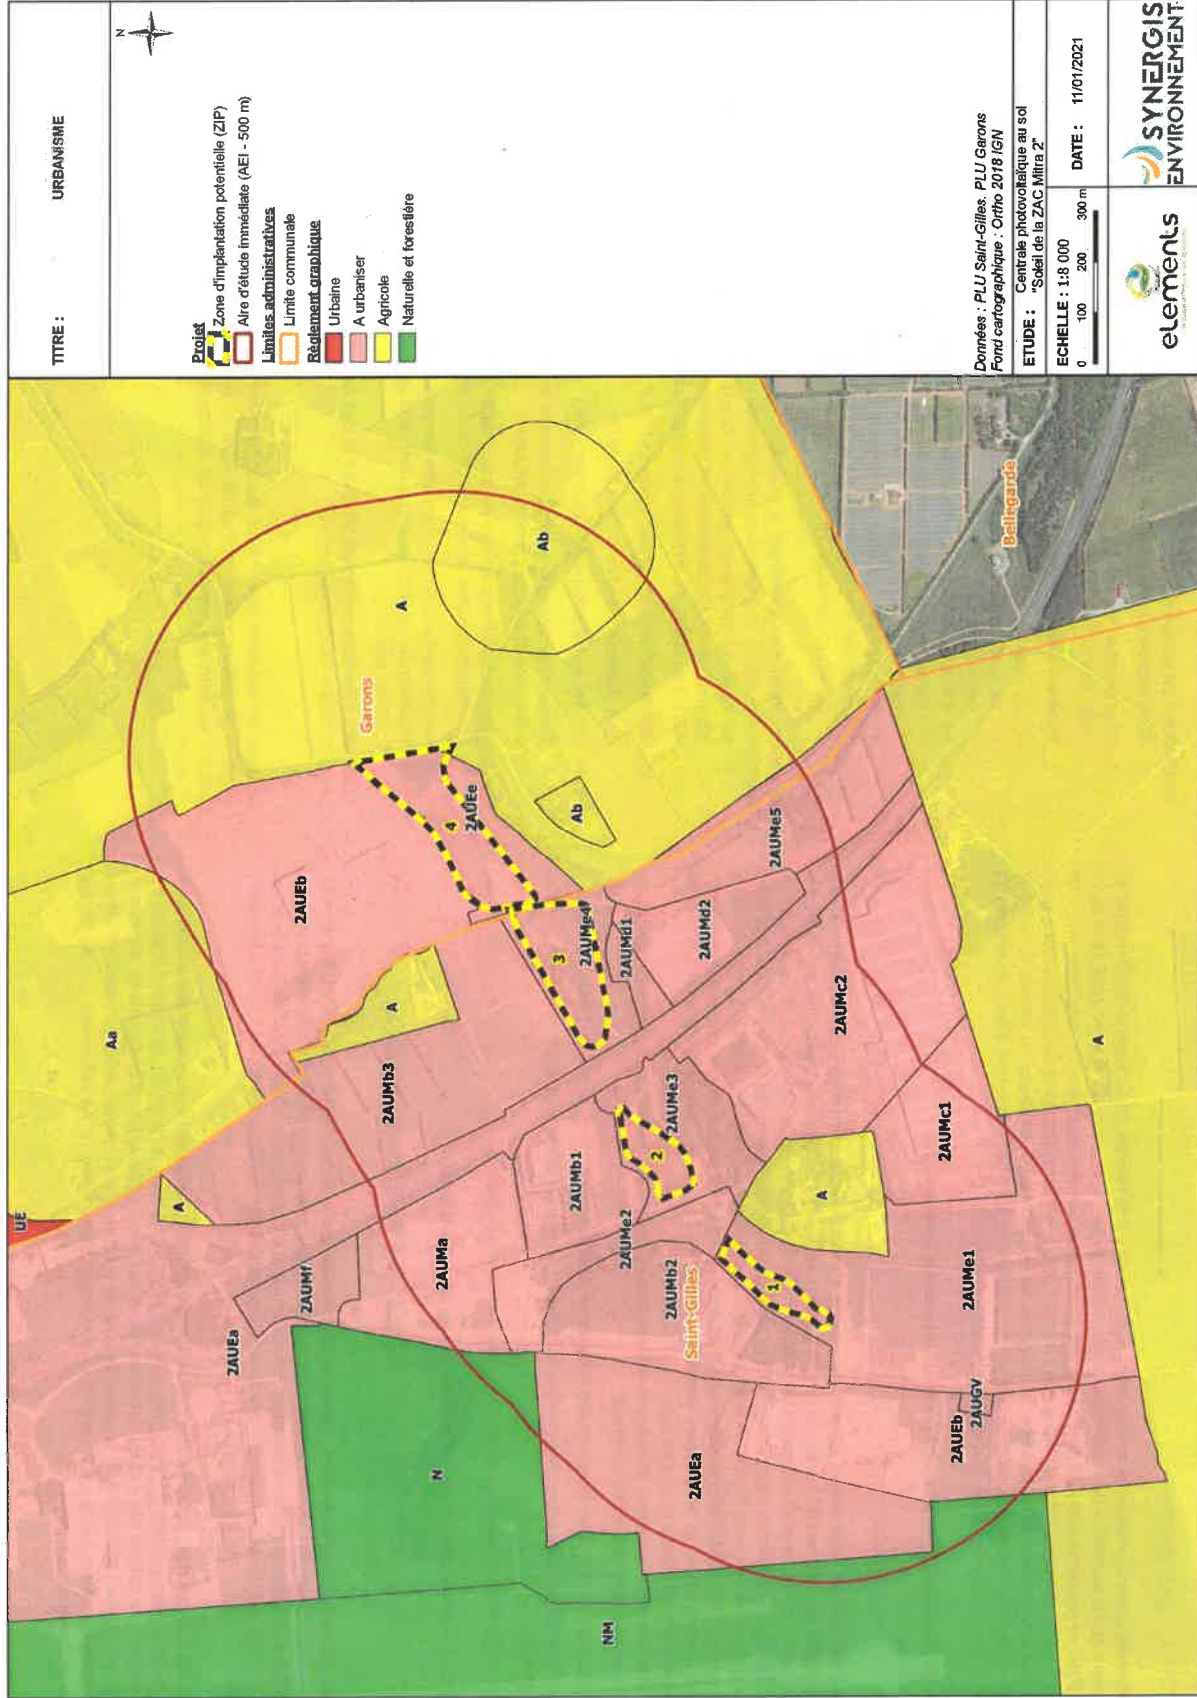 TITRE : URBANISME
N
Projet
Zone d'implantation potentielle (ZIP)
Aire d'étude immédiate (AEI - 500 m)
Limites administratives
Limite communale
Règlement graphique
Urbaine
A urbaniser
Agricole
Naturelle et forestière
Données : PLU Saint-Gilles, PLU Garons
Fond cartographique : Ortho 2018 IGN
ETUDE : Centrale photovoltaïque au sol
"Soleil de la ZAC Mitra 2"
ECHELLE : 1:8 000
0 100 200 300 m
DATE : 11/01/2021
elements
SYNERGIS
ENVIRONNEMENT
UE
Aa
A
2AUEb
Garons
A
Ab
2AUEa
2AUMf
2AUMa
2AUMb3
A
4
2AUEe
Ab
N
2AUMb1
3
2AUMe4
2AUMd1
2AUMe2
2
2AUMe3
2AUMd2
2AUMe5
NM
2AUEa
2AUMb2
Saint-Gilles
1
A
2AUMc2
Bellegarde
2AUEb
2AUGV
2AUMe1
2AUMc1
A